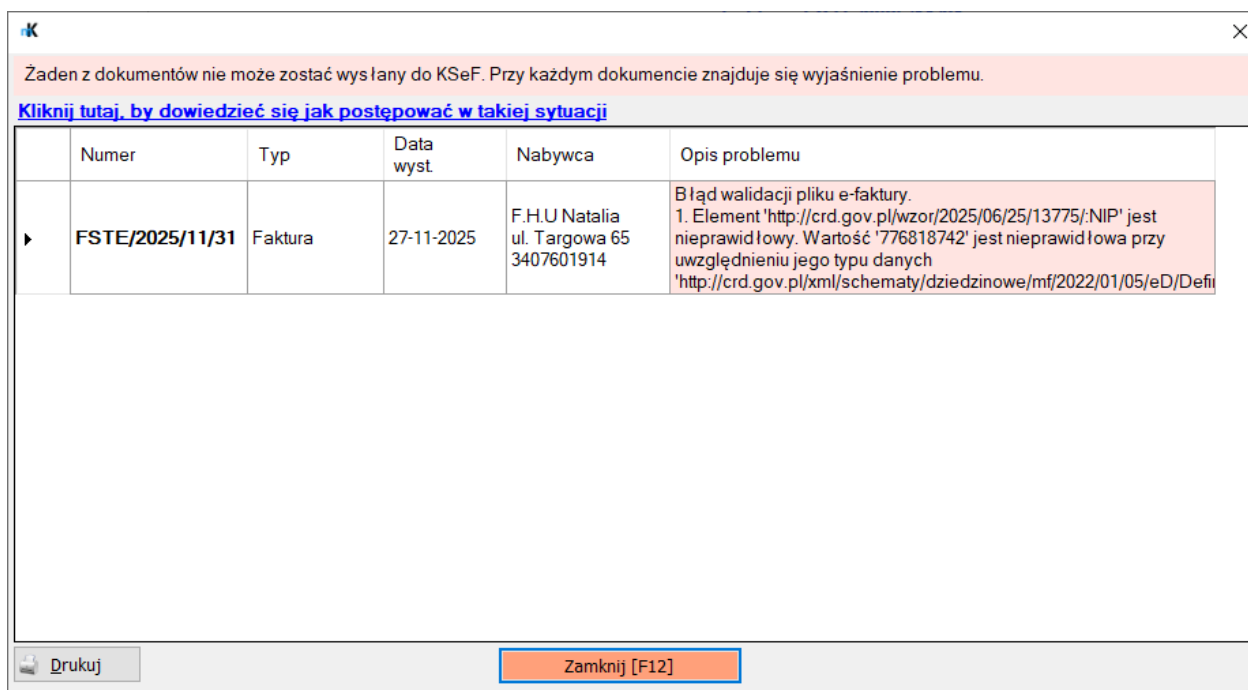 nK
Żaden z dokumentów nie może zostać wysłany do KSeF. Przy każdym dokumencie znajduje się wyjaśnienie problemu.
Kliknij tutaj, by dowiedzieć się jak postępować w takiej sytuacji
Numer Typ Data wyst. Nabywca Opis problemu
FSTE/2025/11/31 Faktura 27-11-2025
F.H.U Natalia
ul. Targowa 65
3407601914
Błąd walidacji pliku e-faktury.
1. Element 'http://crd.gov.pl/wzor/2025/06/25/13775/:NIP' jest
nieprawidłowy. Wartość '776818742' jest nieprawidłowa przy
uwzględnieniu jego typu danych
'http://crd.gov.pl/xml/schematy/dziedzinowe/mf/2022/01/05/eD/Defi
Drukuj
Zamknij [F12]